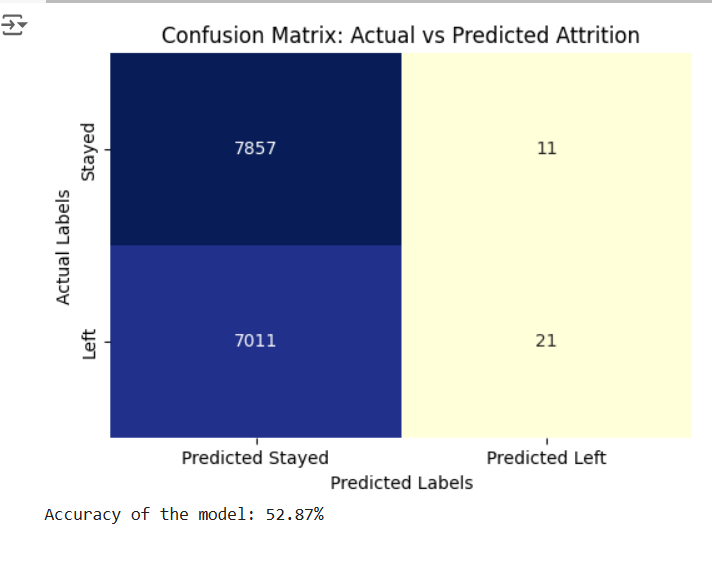 Confusion Matrix: Actual vs Predicted Attrition
Actual Labels
Stayed
7857 11
Left
7011 21
Predicted Stayed Predicted Left
Predicted Labels
Accuracy of the model: 52.87%